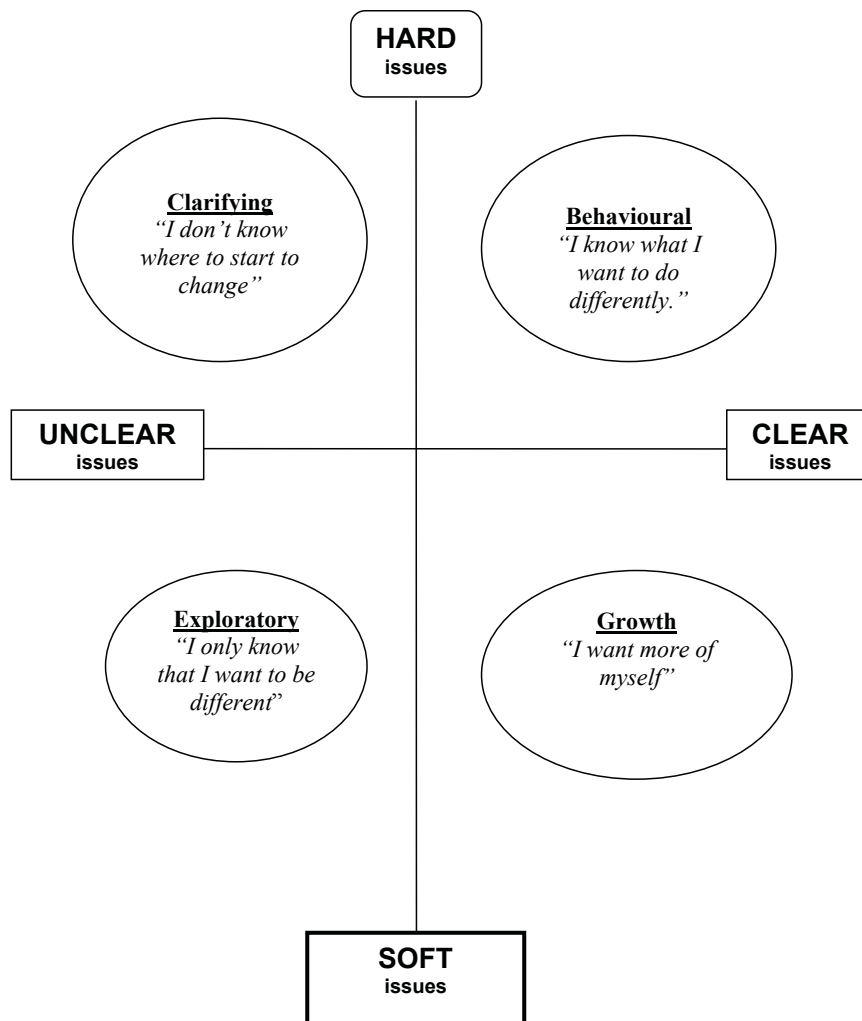 HARD
issues
Clarifying
“I don’t know
where to start to
change”
Behavioural
“I know what I
want to do
differently.”
UNCLEAR
issues
CLEAR
issues
Exploratory
“I only know
that I want to be
different”
Growth
“I want more of
myself”
SOFT
issues